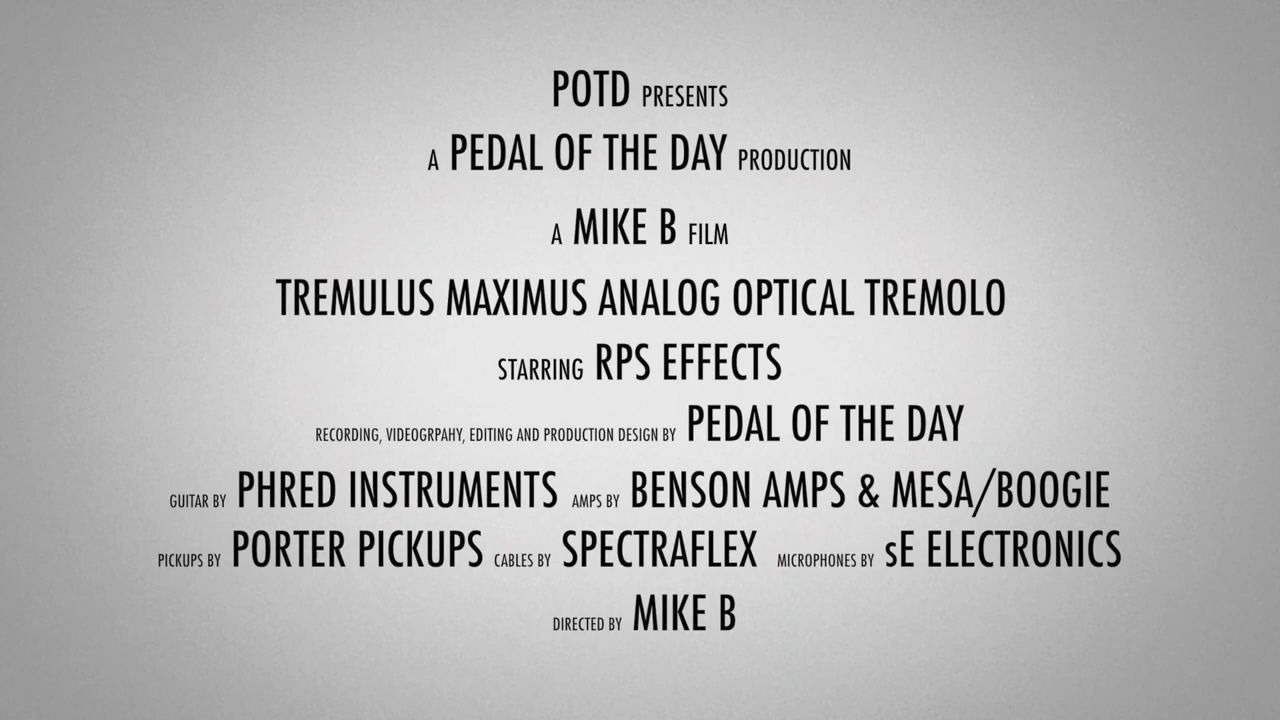 POTD PRESENTS
A PEDAL OF THE DAY PRODUCTION
A MIKE B FILM
TREMULUS MAXIMUS ANALOG OPTICAL TREMOLO
STARRING RPS EFFECTS
RECORDING, VIDEOGRPAHY, EDITING AND PRODUCTION DESIGN BY PEDAL OF THE DAY
GUITAR BY PHRED INSTRUMENTS AMPS BY BENSON AMPS & MESA/BOOGIE
PICKUPS BY PORTER PICKUPS CABLES BY SPECTRAFLEX MICROPHONES BY sE ELECTRONICS
DIRECTED BY MIKE B